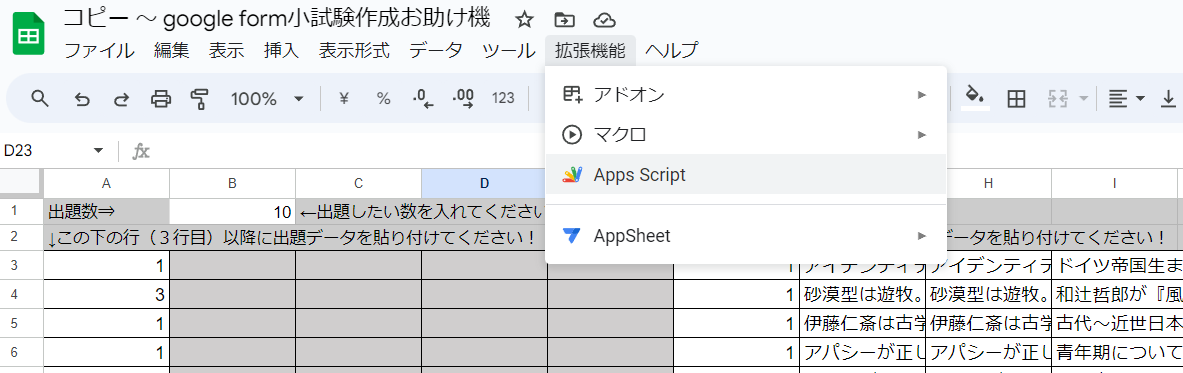 コピー ～ google form小試験作成お助け機
ファイル 編集 表示 挿入 表示形式 データ ツール 拡張機能 ヘルプ
100% ￥ % .0 .00 123
アドオン
マクロ
Apps Script
AppSheet
D23 fx
A B C D H I
1 出題数⇒ 10 ←出題したい数を入れてください
2 ↓この下の行（３行目）以降に出題データを貼り付けてください！ ータを貼り付けてください！
3 1 1 アイデンティテ アイデンティテ ドイツ帝国生ま
4 3 1 砂漠型は遊牧。 砂漠型は遊牧。 和辻哲郎が『風
5 1 1 伊藤仁斎は古学 伊藤仁斎は古学 古代～近世日本
6 1 1 アパシーが正し アパシーが正し 青年期について